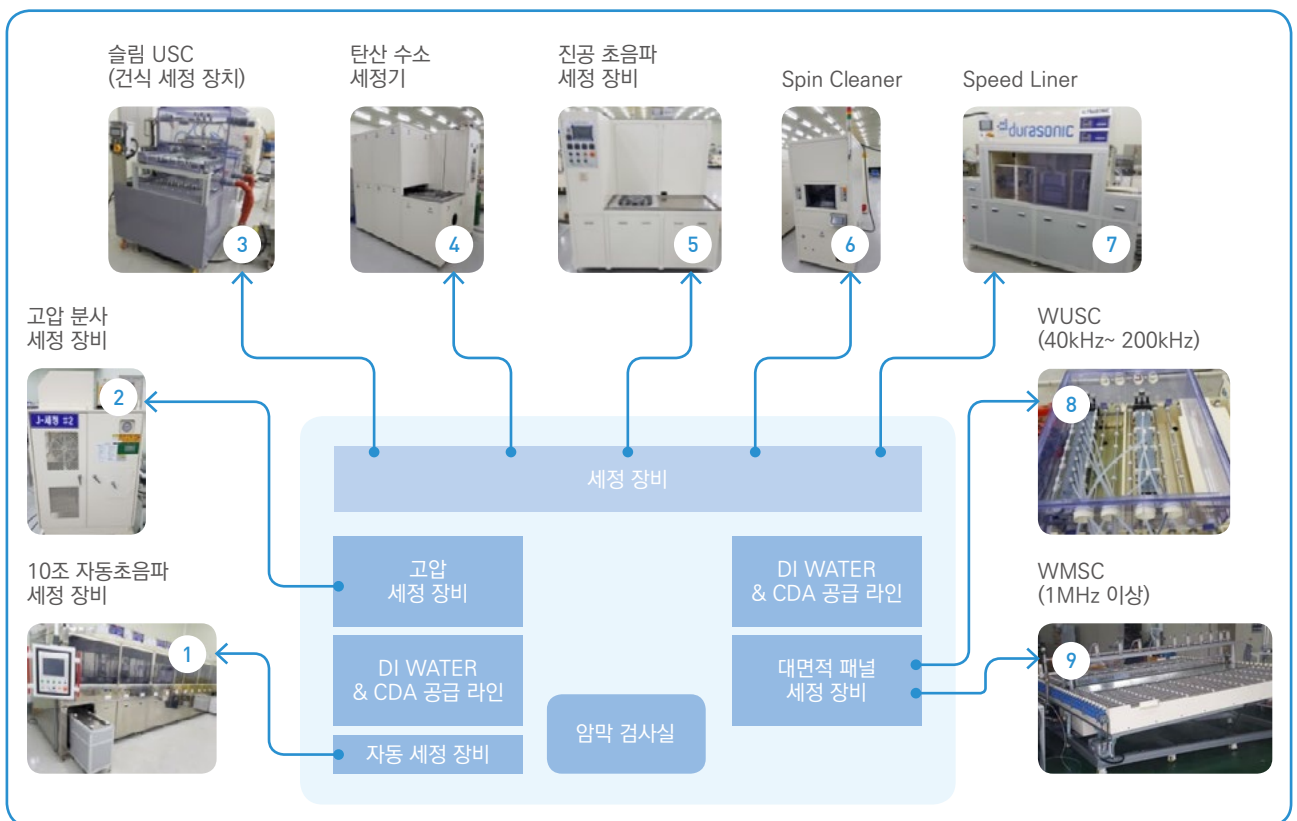 슬림 USC
(건식 세정 장치)
탄산 수소
세정기
진공 초음파
세정 장비
Spin Cleaner
Speed Liner
durasonic
3
4
5
6
7
고압 분사
세정 장비
2
J-세정 #2
WUSC
(40kHz~ 200kHz)
8
세정 장비
고압
세정 장비
DI WATER
& CDA 공급 라인
10조 자동초음파
세정 장비
1
WMSC
(1MHz 이상)
9
DI WATER
& CDA 공급 라인
대면적 패널
세정 장비
암막 검사실
자동 세정 장비